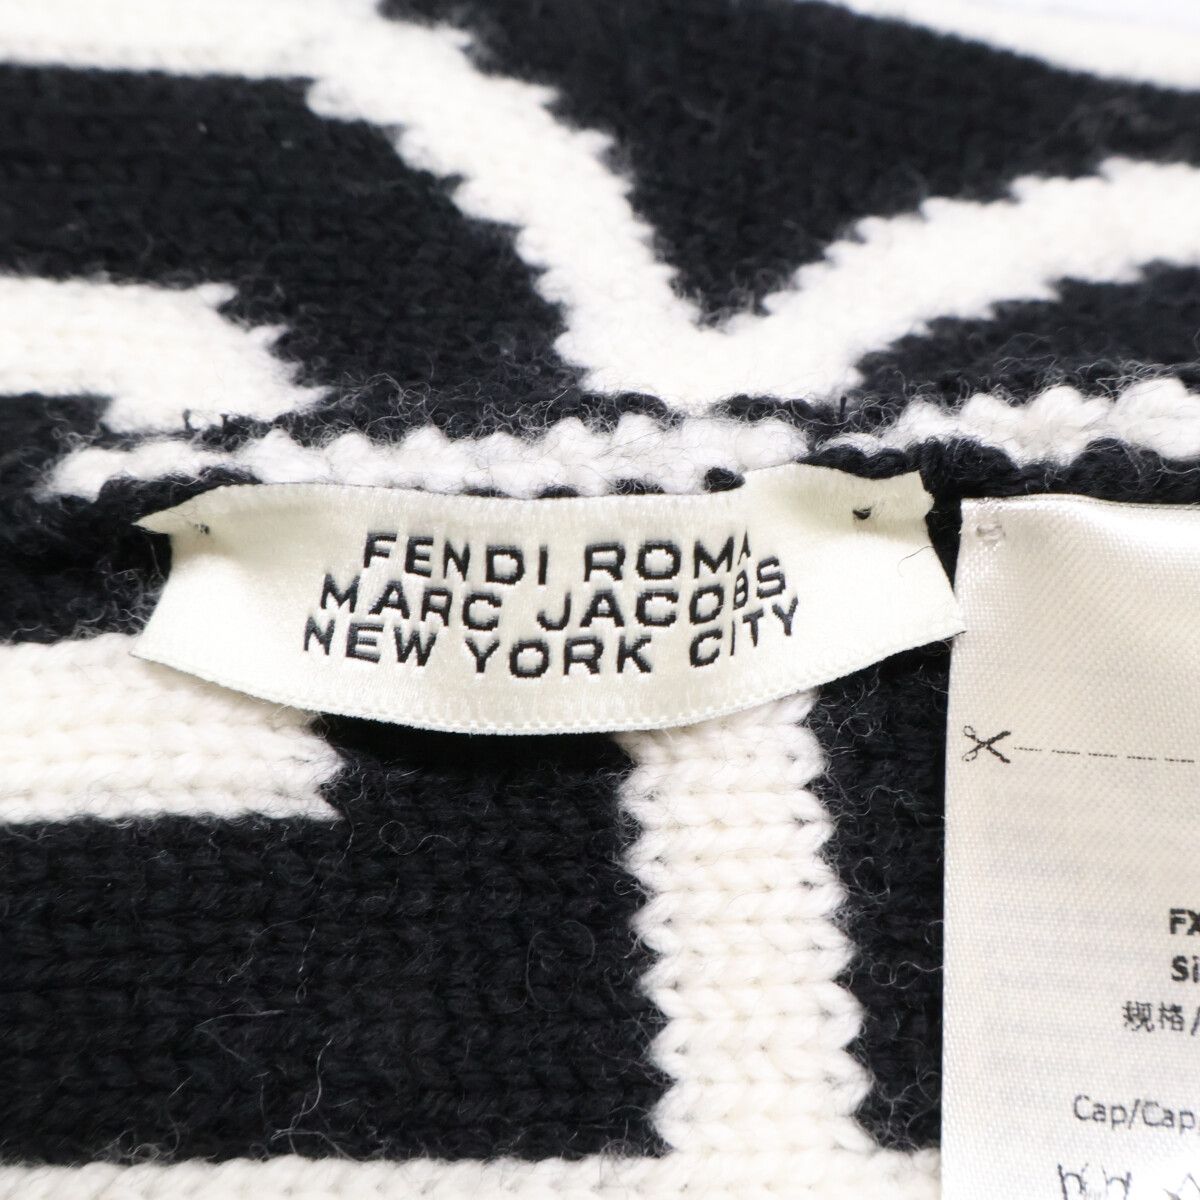 FENDI ROMA
MARC JACOBS
NEW YORK CITY
FX
Si
规格/
Cap/Cap